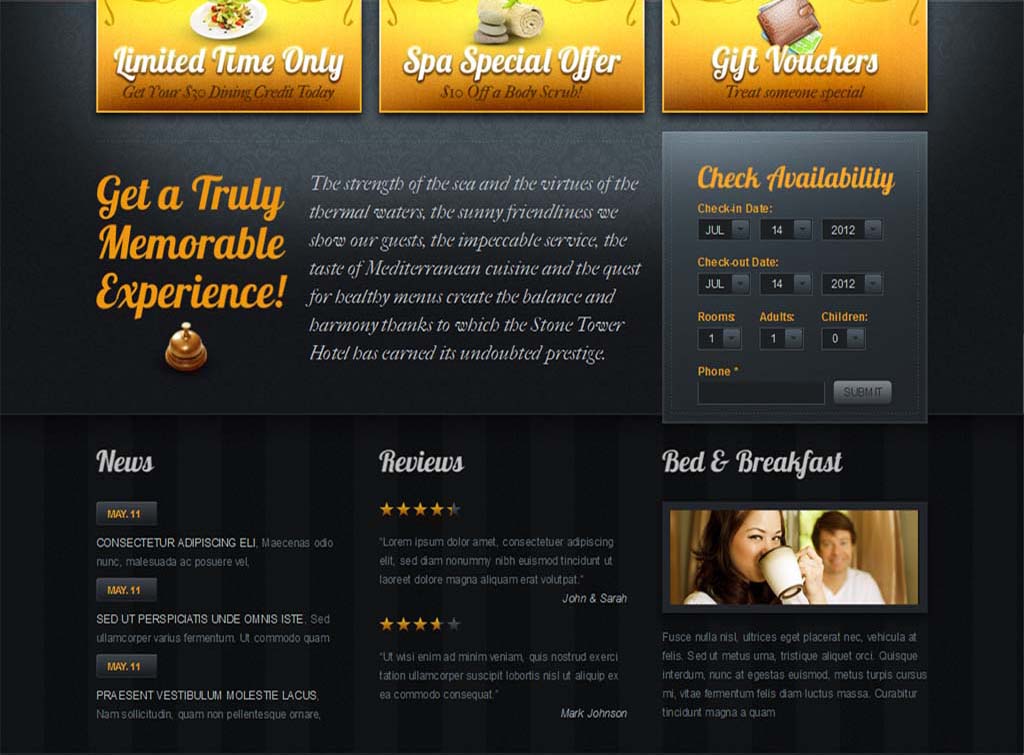 Limited Time Only
Get Your $30 Dining Credit Today
Spa Special Offer
$10 Off a Body Scrub!
Gift Vouchers
Treat someone special
Get a Truly
Memorable
Experience!
The strength of the sea and the virtues of the
thermal waters, the sunny friendliness we
show our guests, the impeccable service, the
taste of Mediterranean cuisine and the quest
for healthy menus create the balance and
harmony thanks to which the Stone Tower
Hotel has earned its undoubted prestige.
Check Availability
Check-in Date:
JUL 14 2012
Check-out Date:
JUL 14 2012
Rooms: Adults: Children:
1 1 0
Phone *
SUBMIT
News
MAY. 11
CONSECTETUR ADIPISCING ELI, Maecenas odio
nunc, malesuada ac posuere vel,
MAY. 11
SED UT PERSPICIATIS UNDE OMNIS ISTE, Sed
ullamcorper varius fermentum. Ut commodo quam
MAY. 11
PRAESENT VESTIBULUM MOLESTIE LACUS,
Nam sollicitudin, quam non pellentesque ornare,
Reviews
“Lorem ipsum dolor amet, consectetuer adipiscing
elit, sed diam nonummy nibh euismod tincidunt ut
laoreet dolore magna aliquam erat volutpat.”
John & Sarah
“Ut wisi enim ad minim veniam, quis nostrud exerci
tation ullamcorper suscipit lobortis nisl ut aliquip ex
ea commodo consequat.”
Mark Johnson
Bed & Breakfast
Fusce nulla nisl, ultrices eget placerat nec, vehicula at
felis. Sed ut metus urna, tristique aliquet orci. Quisque
interdum, nunc at egestas euismod, metus turpis cursus
mi, vitae fermentum felis diam luctus massa. Curabitur
tincidunt magna a quam